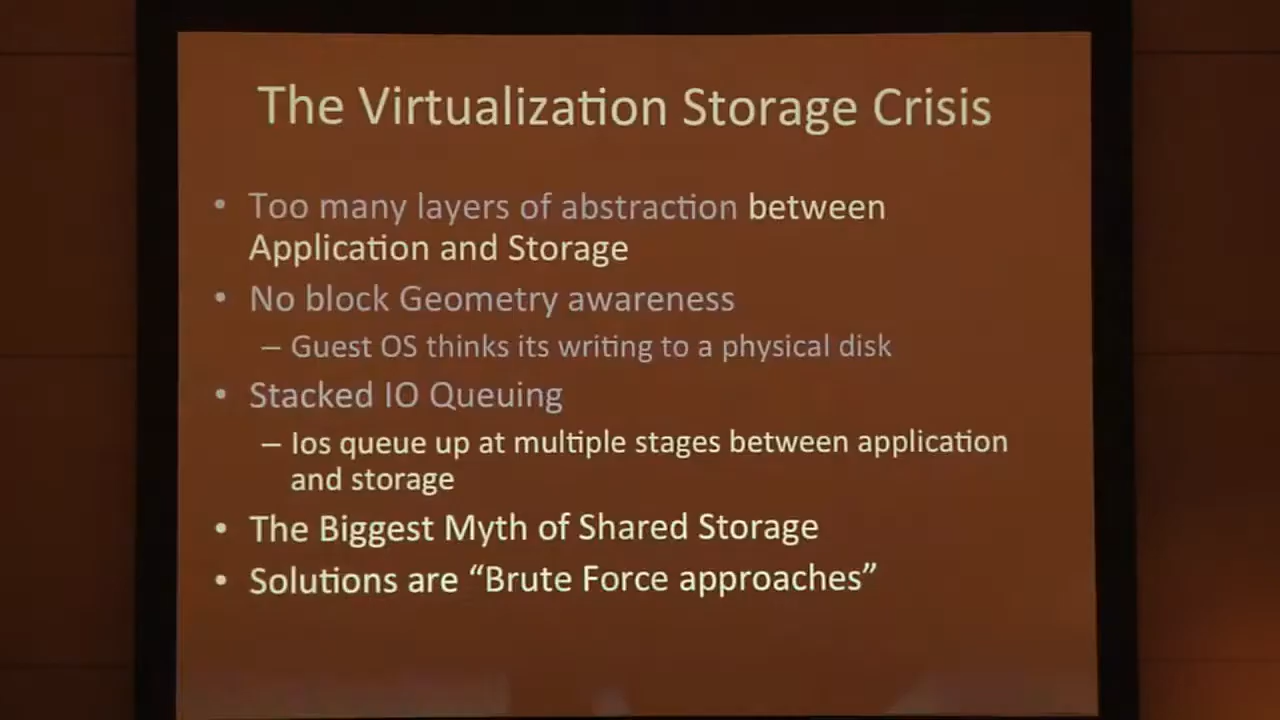 The Virtualization Storage Crisis
• Too many layers of abstraction between
Application and Storage
• No block Geometry awareness
– Guest OS thinks its writing to a physical disk
• Stacked IO Queuing
– Ios queue up at multiple stages between application
and storage
• The Biggest Myth of Shared Storage
• Solutions are “Brute Force approaches”